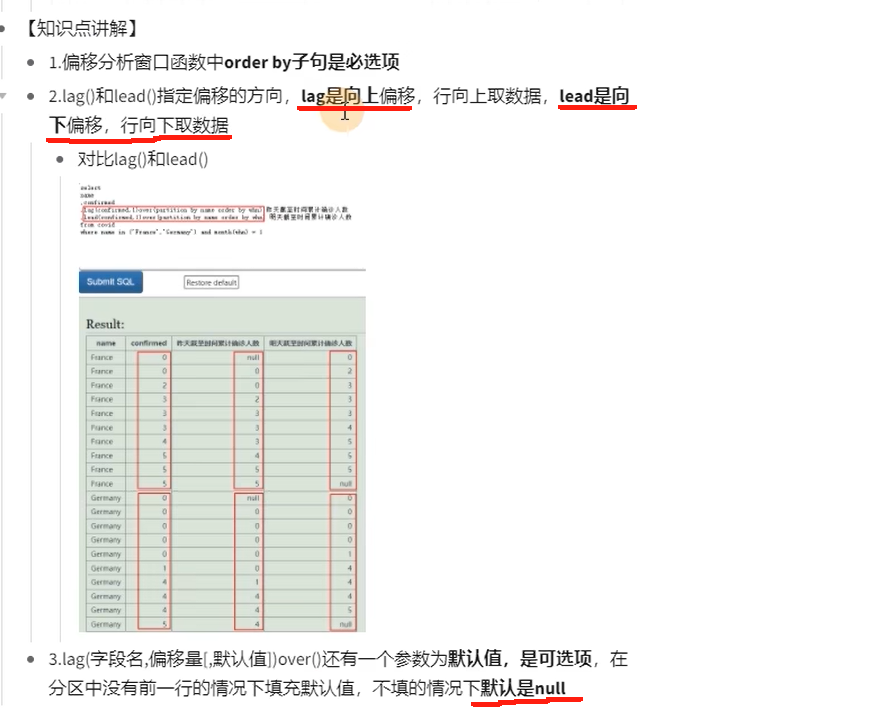 【知识点讲解】
1.偏移分析窗口函数中order by子句是必选项
2.lag()和lead()指定偏移的方向，lag是向上偏移，行向上取数据，lead是向
下偏移，行向下取数据
对比lag()和lead()
select
name
,confirmed
,lag(confirmed,1)over(partition by name order by whn) 昨天截至时间累计确诊人数
,lead(confirmed,1)over(partition by name order by whn) 明天截至时间累计确诊人数
from covid
where name in ('France','Germany') and month(whn) = 1
Submit SQL Restore default
Result:
name confirmed 昨天截至时间累计确诊人数 明天截至时间累计确诊人数
France 0 null 0
France 0 0 2
France 2 0 3
France 3 2 3
France 3 3 3
France 3 3 4
France 4 3 5
France 5 4 5
France 5 5 5
France 5 5 null
Germany 0 null 0
Germany 0 0 0
Germany 0 0 0
Germany 0 0 0
Germany 0 0 1
Germany 1 0 4
Germany 4 1 4
Germany 4 4 4
Germany 4 4 5
Germany 5 4 null
3.lag(字段名,偏移量[,默认值])over()还有一个参数为默认值，是可选项，在
分区中没有前一行的情况下填充默认值，不填的情况下默认是null